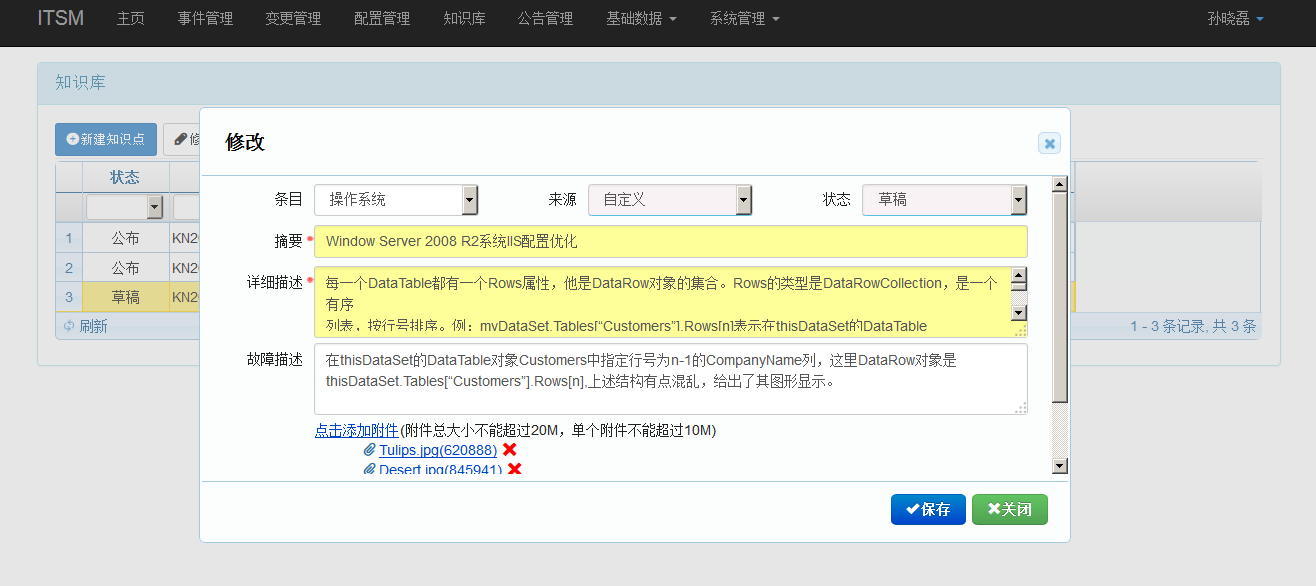 ITSM 主页 事件管理 变更管理 配置管理 知识库 公告管理 基础数据 系统管理 孙晓磊
知识库
新建知识点 修
修改
状态
条目 操作系统 来源 自定义 状态 草稿
摘要 * Window Server 2008 R2系统IIS配置优化
1 公布 KN20
2 公布 KN20
3 草稿 KN20
刷新
1 - 3 条记录, 共 3 条
详细描述 * 每一个DataTable都有一个Rows属性，他是DataRow对象的集合。Rows的类型是DataRowCollection，是一个
有序
列表，按行号排序。例：myDataSet.Tables[“Customers”].Rows[n]表示在thisDataSet的DataTable
故障描述 在thisDataSet的DataTable对象Customers中指定行号为n-1的CompanyName列，这里DataRow对象是
thisDataSet.Tables[“Customers”].Rows[n],上述结构有点混乱，给出了其图形显示。
点击添加附件(附件总大小不能超过20M，单个附件不能超过10M)
Tulips.jpg(620888)
Desert.jpg(845941)
保存 关闭